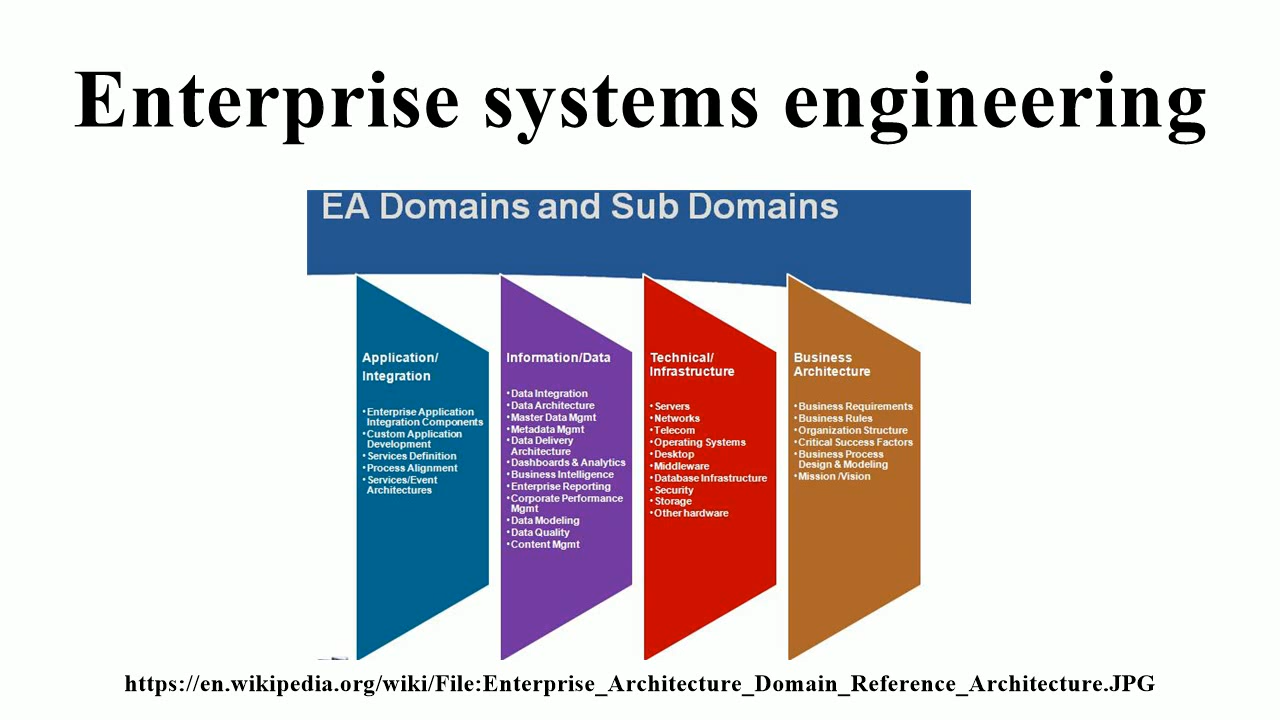 Enterprise systems engineering
EA Domains and Sub Domains
Application/
Integration
•Enterprise Application
Integration Components
•Custom Application
Development
•Services Definition
•Process Alignment
•Services/Event
Architectures
Information/Data
•Data Integration
•Data Architecture
•Master Data Mgmt
•Metadata Mgmt
•Data Delivery
Architecture
•Dashboards & Analytics
•Business Intelligence
•Enterprise Reporting
•Corporate Performance
Mgmt
•Data Modeling
•Data Quality
•Content Mgmt
Technical/
Infrastructure
•Servers
•Networks
•Telecom
•Operating Systems
•Desktop
•Middleware
•Database Infrastructure
•Security
•Storage
•Other hardware
Business
Architecture
•Business Requirements
•Business Rules
•Organization Structure
•Critical Success Factors
•Business Process
Design & Modeling
•Mission /Vision
https://en.wikipedia.org/wiki/File:Enterprise_Architecture_Domain_Reference_Architecture.JPG